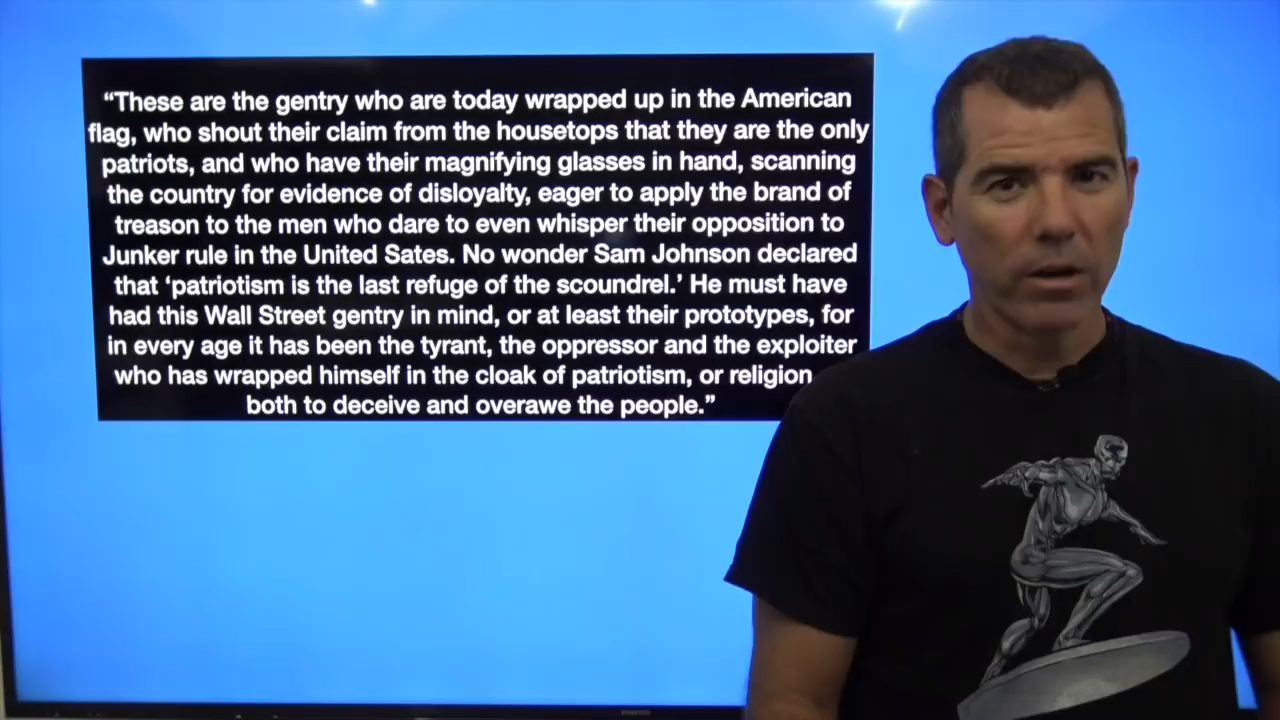 “These are the gentry who are today wrapped up in the American
flag, who shout their claim from the housetops that they are the only
patriots, and who have their magnifying glasses in hand, scanning
the country for evidence of disloyalty, eager to apply the brand of
treason to the men who dare to even whisper their opposition to
Junker rule in the United Sates. No wonder Sam Johnson declared
that ‘patriotism is the last refuge of the scoundrel.’ He must have
had this Wall Street gentry in mind, or at least their prototypes, for
in every age it has been the tyrant, the oppressor and the exploiter
who has wrapped himself in the cloak of patriotism, or religion
both to deceive and overawe the people.”